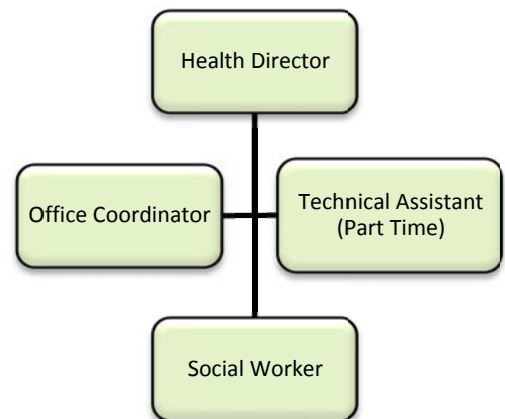 Health Director
Office Coordinator
Technical Assistant
(Part Time)
Social Worker